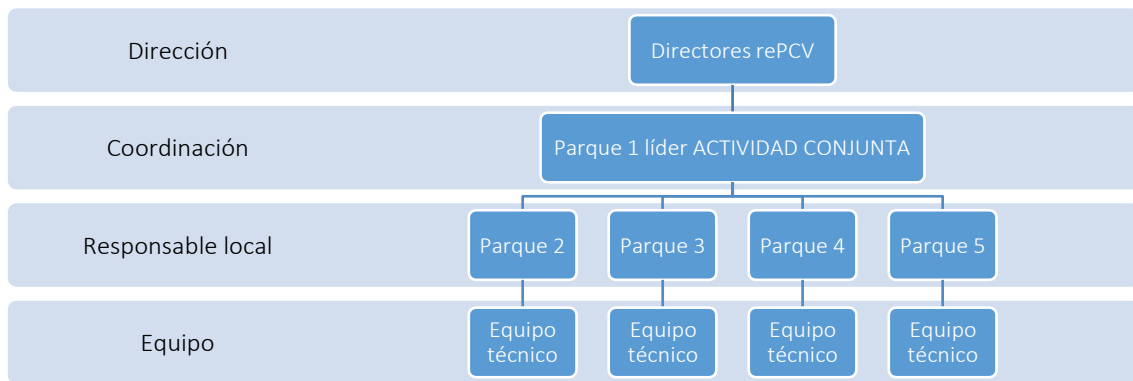 Dirección
Directores rePCV
Coordinación
Parque 1 líder ACTIVIDAD CONJUNTA
Responsable local
Parque 2
Parque 3
Parque 4
Parque 5
Equipo
Equipo
técnico
Equipo
técnico
Equipo
técnico
Equipo
técnico